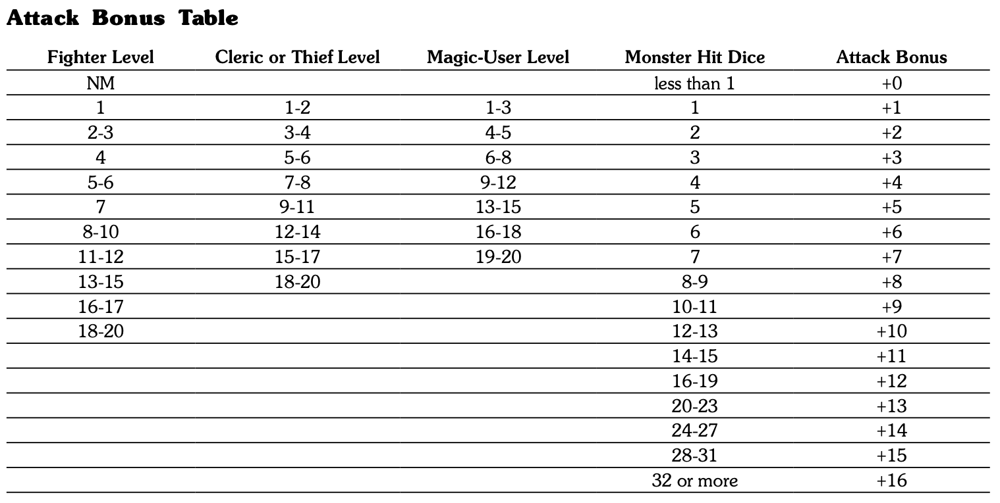 Attack Bonus Table
Fighter Level Cleric or Thief Level Magic-User Level Monster Hit Dice Attack Bonus
NM less than 1 +0
1 1-2 1-3 1 +1
2-3 3-4 4-5 2 +2
4 5-6 6-8 3 +3
5-6 7-8 9-12 4 +4
7 9-11 13-15 5 +5
8-10 12-14 16-18 6 +6
11-12 15-17 19-20 7 +7
13-15 18-20 8-9 +8
16-17 10-11 +9
18-20 12-13 +10
14-15 +11
16-19 +12
20-23 +13
24-27 +14
28-31 +15
32 or more +16